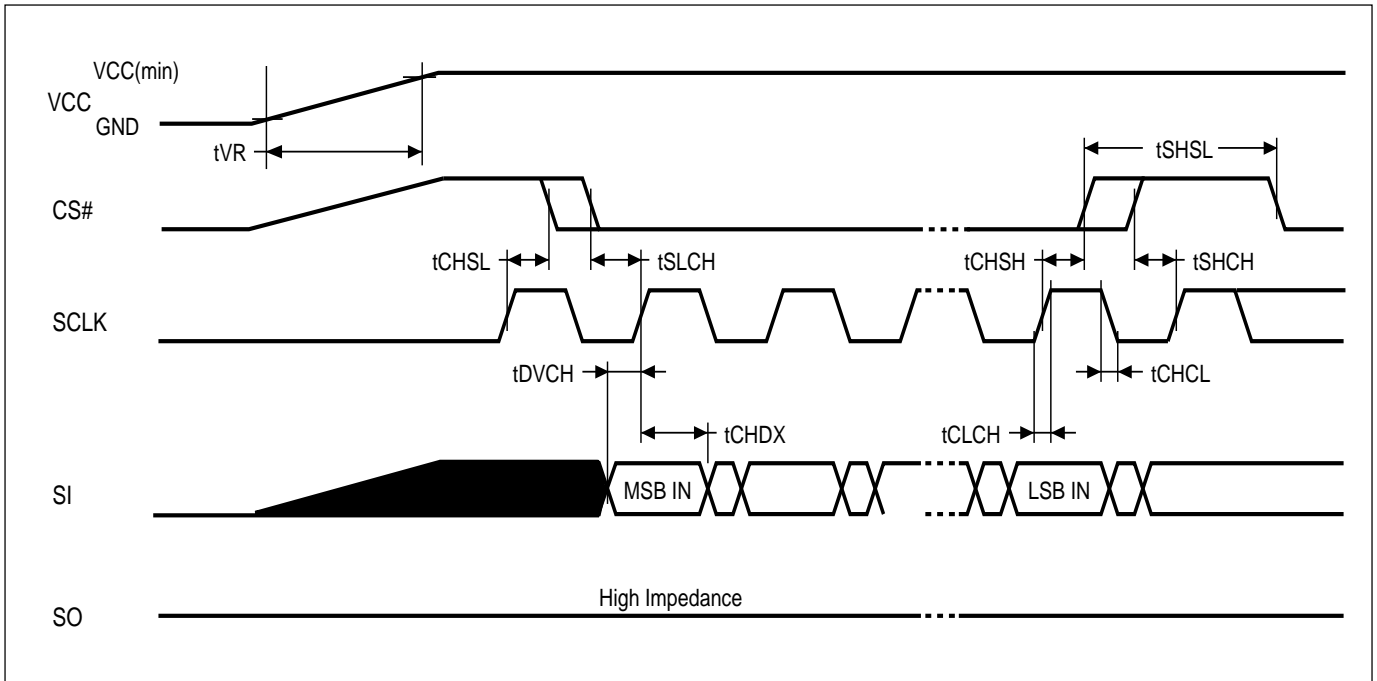 VCC(min)
VCC
GND
tVR
tSHSL
CS#
tCHSL
tSLCH
tCHSH
tSHCH
SCLK
tDVCH
tCHCL
tCHDX
tCLCH
SI
MSB IN
LSB IN
High Impedance
SO